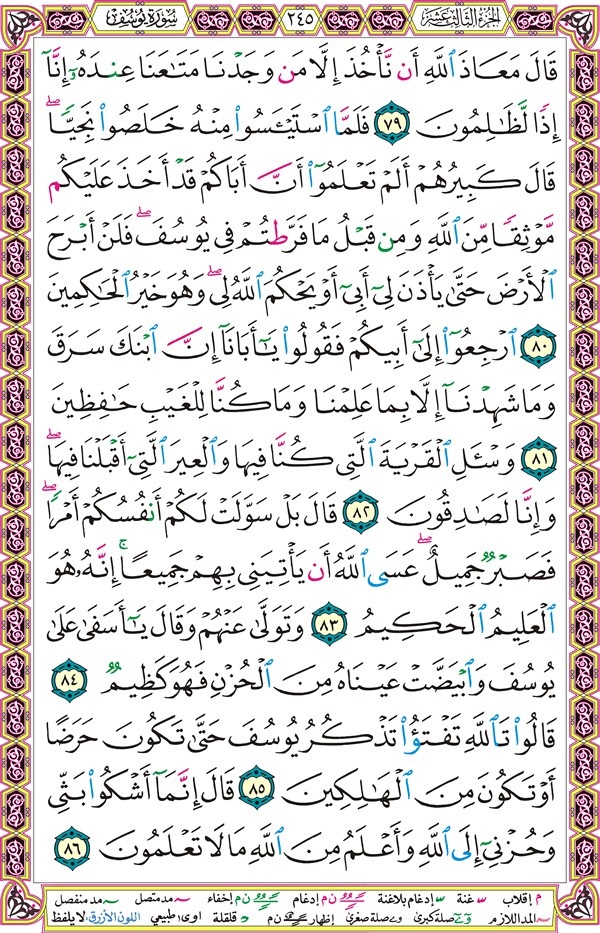 الجزء الثالث عشر
٢٤٥
سورة يوسف
قَالَ مَعَاذَ ٱللَّهِ أَن نَّأۡخُذَ إِلَّا مَن وَجَدۡنَا مَتَٰعَنَا عِندَهُۥٓ إِنَّآ
إِذٗا لَّظَٰلِمُونَ ٧٩ فَلَمَّا ٱسۡتَيۡـَٔسُواْ مِنۡهُ خَلَصُواْ نَجِيّٗاۖ
قَالَ كَبِيرُهُمۡ أَلَمۡ تَعۡلَمُوٓاْ أَنَّ أَبَاكُمۡ قَدۡ أَخَذَ عَلَيۡكُم
مَّوۡثِقٗا مِّنَ ٱللَّهِ وَمِن قَبۡلُ مَا فَرَّطتُمۡ فِي يُوسُفَۖ فَلَنۡ أَبۡرَحَ
ٱلۡأَرۡضَ حَتَّىٰ يَأۡذَنَ لِيٓ أَبِيٓ أَوۡ يَحۡكُمَ ٱللَّهُ لِيۖ وَهُوَ خَيۡرُ ٱلۡحَٰكِمِينَ
٨٠ ٱرۡجِعُوٓاْ إِلَىٰٓ أَبِيكُمۡ فَقُولُواْ يَٰٓأَبَانَآ إِنَّ ٱبۡنَكَ سَرَقَ
وَمَا شَهِدۡنَآ إِلَّا بِمَا عَلِمۡنَا وَمَا كُنَّا لِلۡغَيۡبِ حَٰفِظِينَ
٨١ وَسۡـَٔلِ ٱلۡقَرۡيَةَ ٱلَّتِي كُنَّا فِيهَا وَٱلۡعِيرَ ٱلَّتِيٓ أَقۡبَلۡنَا فِيهَاۖ
وَإِنَّا لَصَٰدِقُونَ ٨٢ قَالَ بَلۡ سَوَّلَتۡ لَكُمۡ أَنفُسُكُمۡ أَمۡرٗاۖ
فَصَبۡرٞ جَمِيلٌۖ عَسَى ٱللَّهُ أَن يَأۡتِيَنِي بِهِمۡ جَمِيعًاۚ إِنَّهُۥ هُوَ
ٱلۡعَلِيمُ ٱلۡحَكِيمُ ٨٣ وَتَوَلَّىٰ عَنۡهُمۡ وَقَالَ يَٰٓأَسَفَىٰ عَلَىٰ
يُوسُفَ وَٱبۡيَضَّتۡ عَيۡنَاهُ مِنَ ٱلۡحُزۡنِ فَهُوَ كَظِيمٞ ٨٤
قَالُواْ تَٱللَّهِ تَفۡتَؤُاْ تَذۡكُرُ يُوسُفَ حَتَّىٰ تَكُونَ حَرَضًا
أَوۡ تَكُونَ مِنَ ٱلۡهَٰلِكِينَ ٨٥ قَالَ إِنَّمَآ أَشۡكُواْ بَثِّي
وَحُزۡنِيٓ إِلَى ٱللَّهِ وَأَعۡلَمُ مِنَ ٱللَّهِ مَا لَا تَعۡلَمُونَ ٨٦
م إقلاب غنة إدغام بلاغنة ن م إدغام ن م إخفاء مد متصل مد منفصل
المد اللازم صلة كبرى صلة صغرى إظهار ن م قلقلة اوى طبيعي اللون الأزرق: لا يلفظ